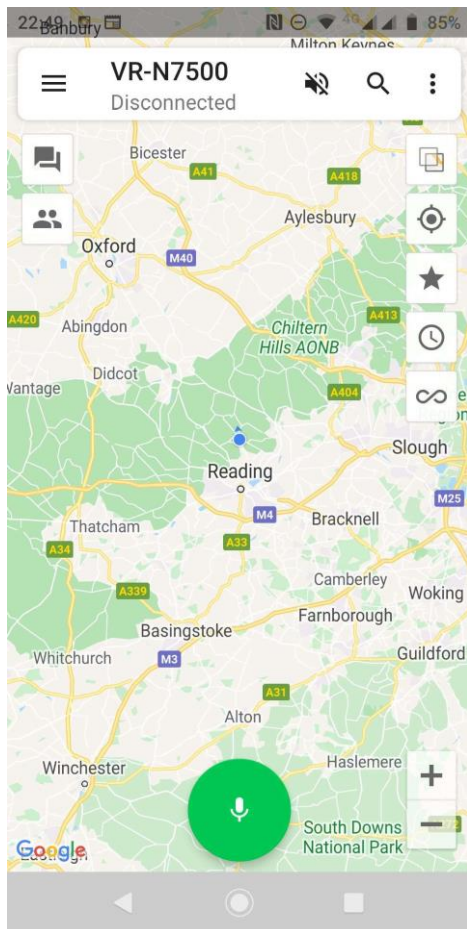 22:49
4G
85%
Banbury
Milton Keynes
VR-N7500
Disconnected
Bicester
A41
A418
Aylesbury
Oxford
M40
A420
Abingdon
Chiltern
Hills AONB
A413
Didcot
Wantage
A404
Slough
Reading
M25
M4
Bracknell
Thatcham
A34
A33
Camberley
A339
Woking
Farnborough
Basingstoke
Guildford
Whitchurch
M3
A31
Alton
Winchester
Haslemere
South Downs
National Park
Google